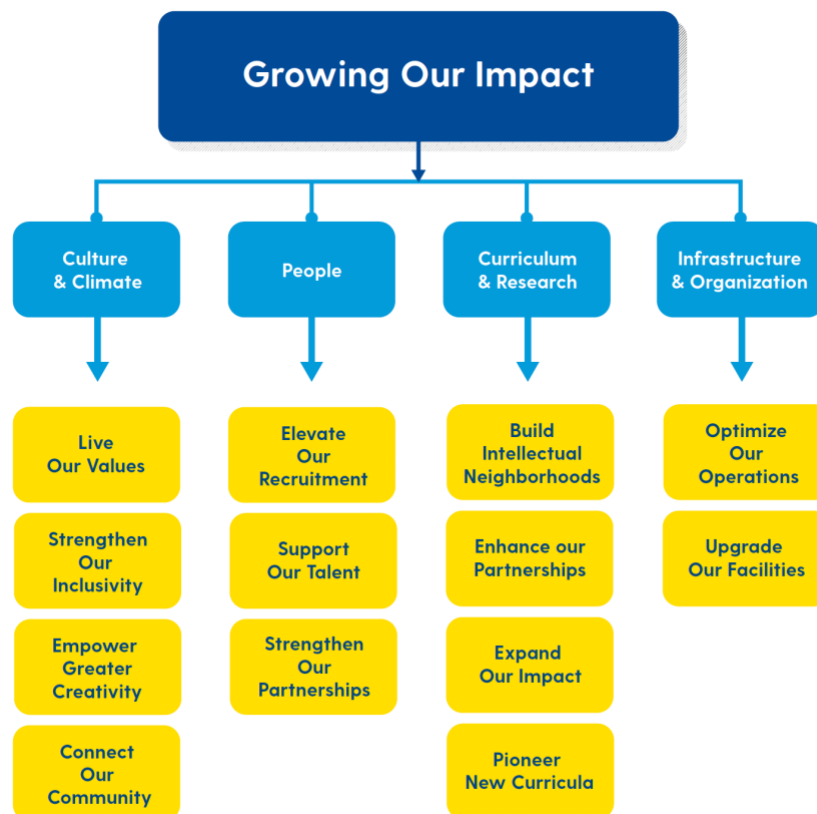 Growing Our Impact
Culture
& Climate
People
Curriculum
& Research
Infrastructure
& Organization
Live
Our Values
Strengthen
Our
Inclusivity
Empower
Greater
Creativity
Connect
Our
Community
Elevate
Our
Recruitment
Support
Our Talent
Strengthen
Our
Partnerships
Build
Intellectual
Neighborhoods
Enhance our
Partnerships
Expand
Our Impact
Pioneer
New Curricula
Optimize
Our
Operations
Upgrade
Our Facilities